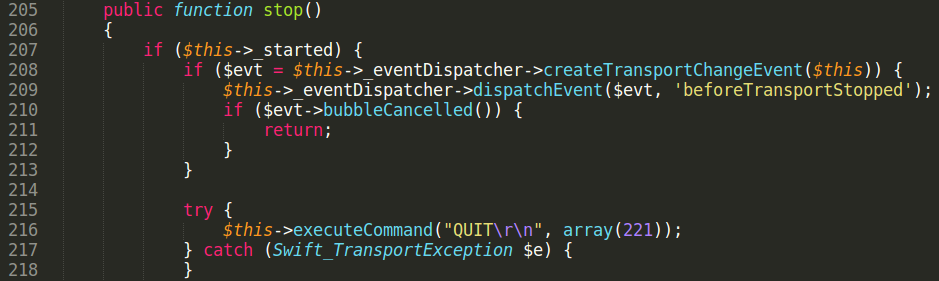 205 public function stop()
206 {
207 if ($this->_started) {
208 if ($evt = $this->_eventDispatcher->createTransportChangeEvent($this)) {
209 $this->_eventDispatcher->dispatchEvent($evt, 'beforeTransportStopped');
210 if ($evt->bubbleCancelled()) {
211 return;
212 }
213 }
214
215 try {
216 $this->executeCommand("QUIT\r\n", array(221));
217 } catch (Swift_TransportException $e) {
218 }